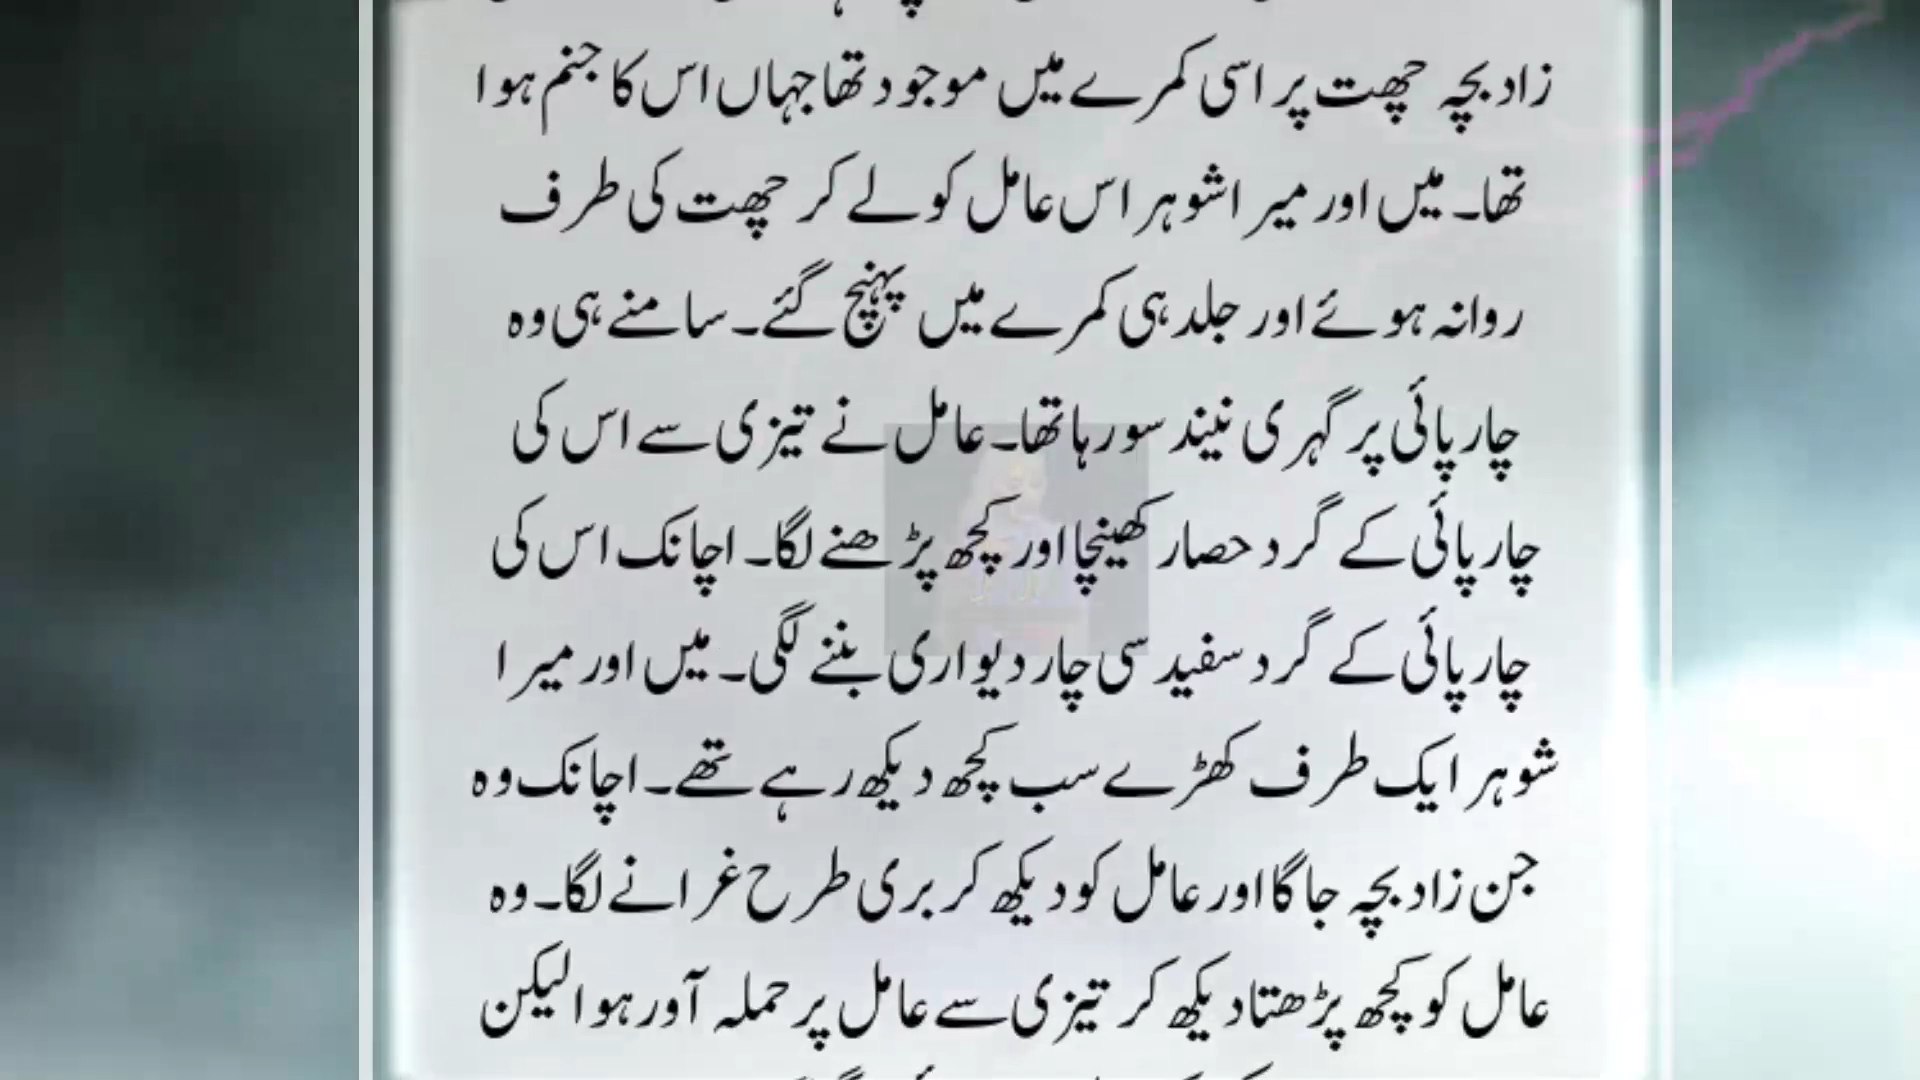 زاد بچہ چھت پر اسی کمرے میں موجود تھا جہاں اس کا جنم ہوا
تھا۔ میں اور میرا شوہر اس عامل کو لے کر چھت کی طرف
روانہ ہوئے اور جلد ہی کمرے میں پہنچ گئے۔ سامنے ہی وہ
چارپائی پر گہری نیند سو رہا تھا۔ عامل نے تیزی سے اس کی
چارپائی کے گرد حصار کھینچا اور کچھ پڑھنے لگا۔ اچانک اس کی
چارپائی کے گرد سفید سی چار دیواری بننے لگی۔ میں اور میرا
شوہر ایک طرف کھڑے سب کچھ دیکھ رہے تھے۔ اچانک وہ
جن زاد بچہ جاگا اور عامل کو دیکھ کر بری طرح غرانے لگا۔ وہ
عامل کو کچھ پڑھتا دیکھ کر تیزی سے عامل پر حملہ آور ہوا لیکن